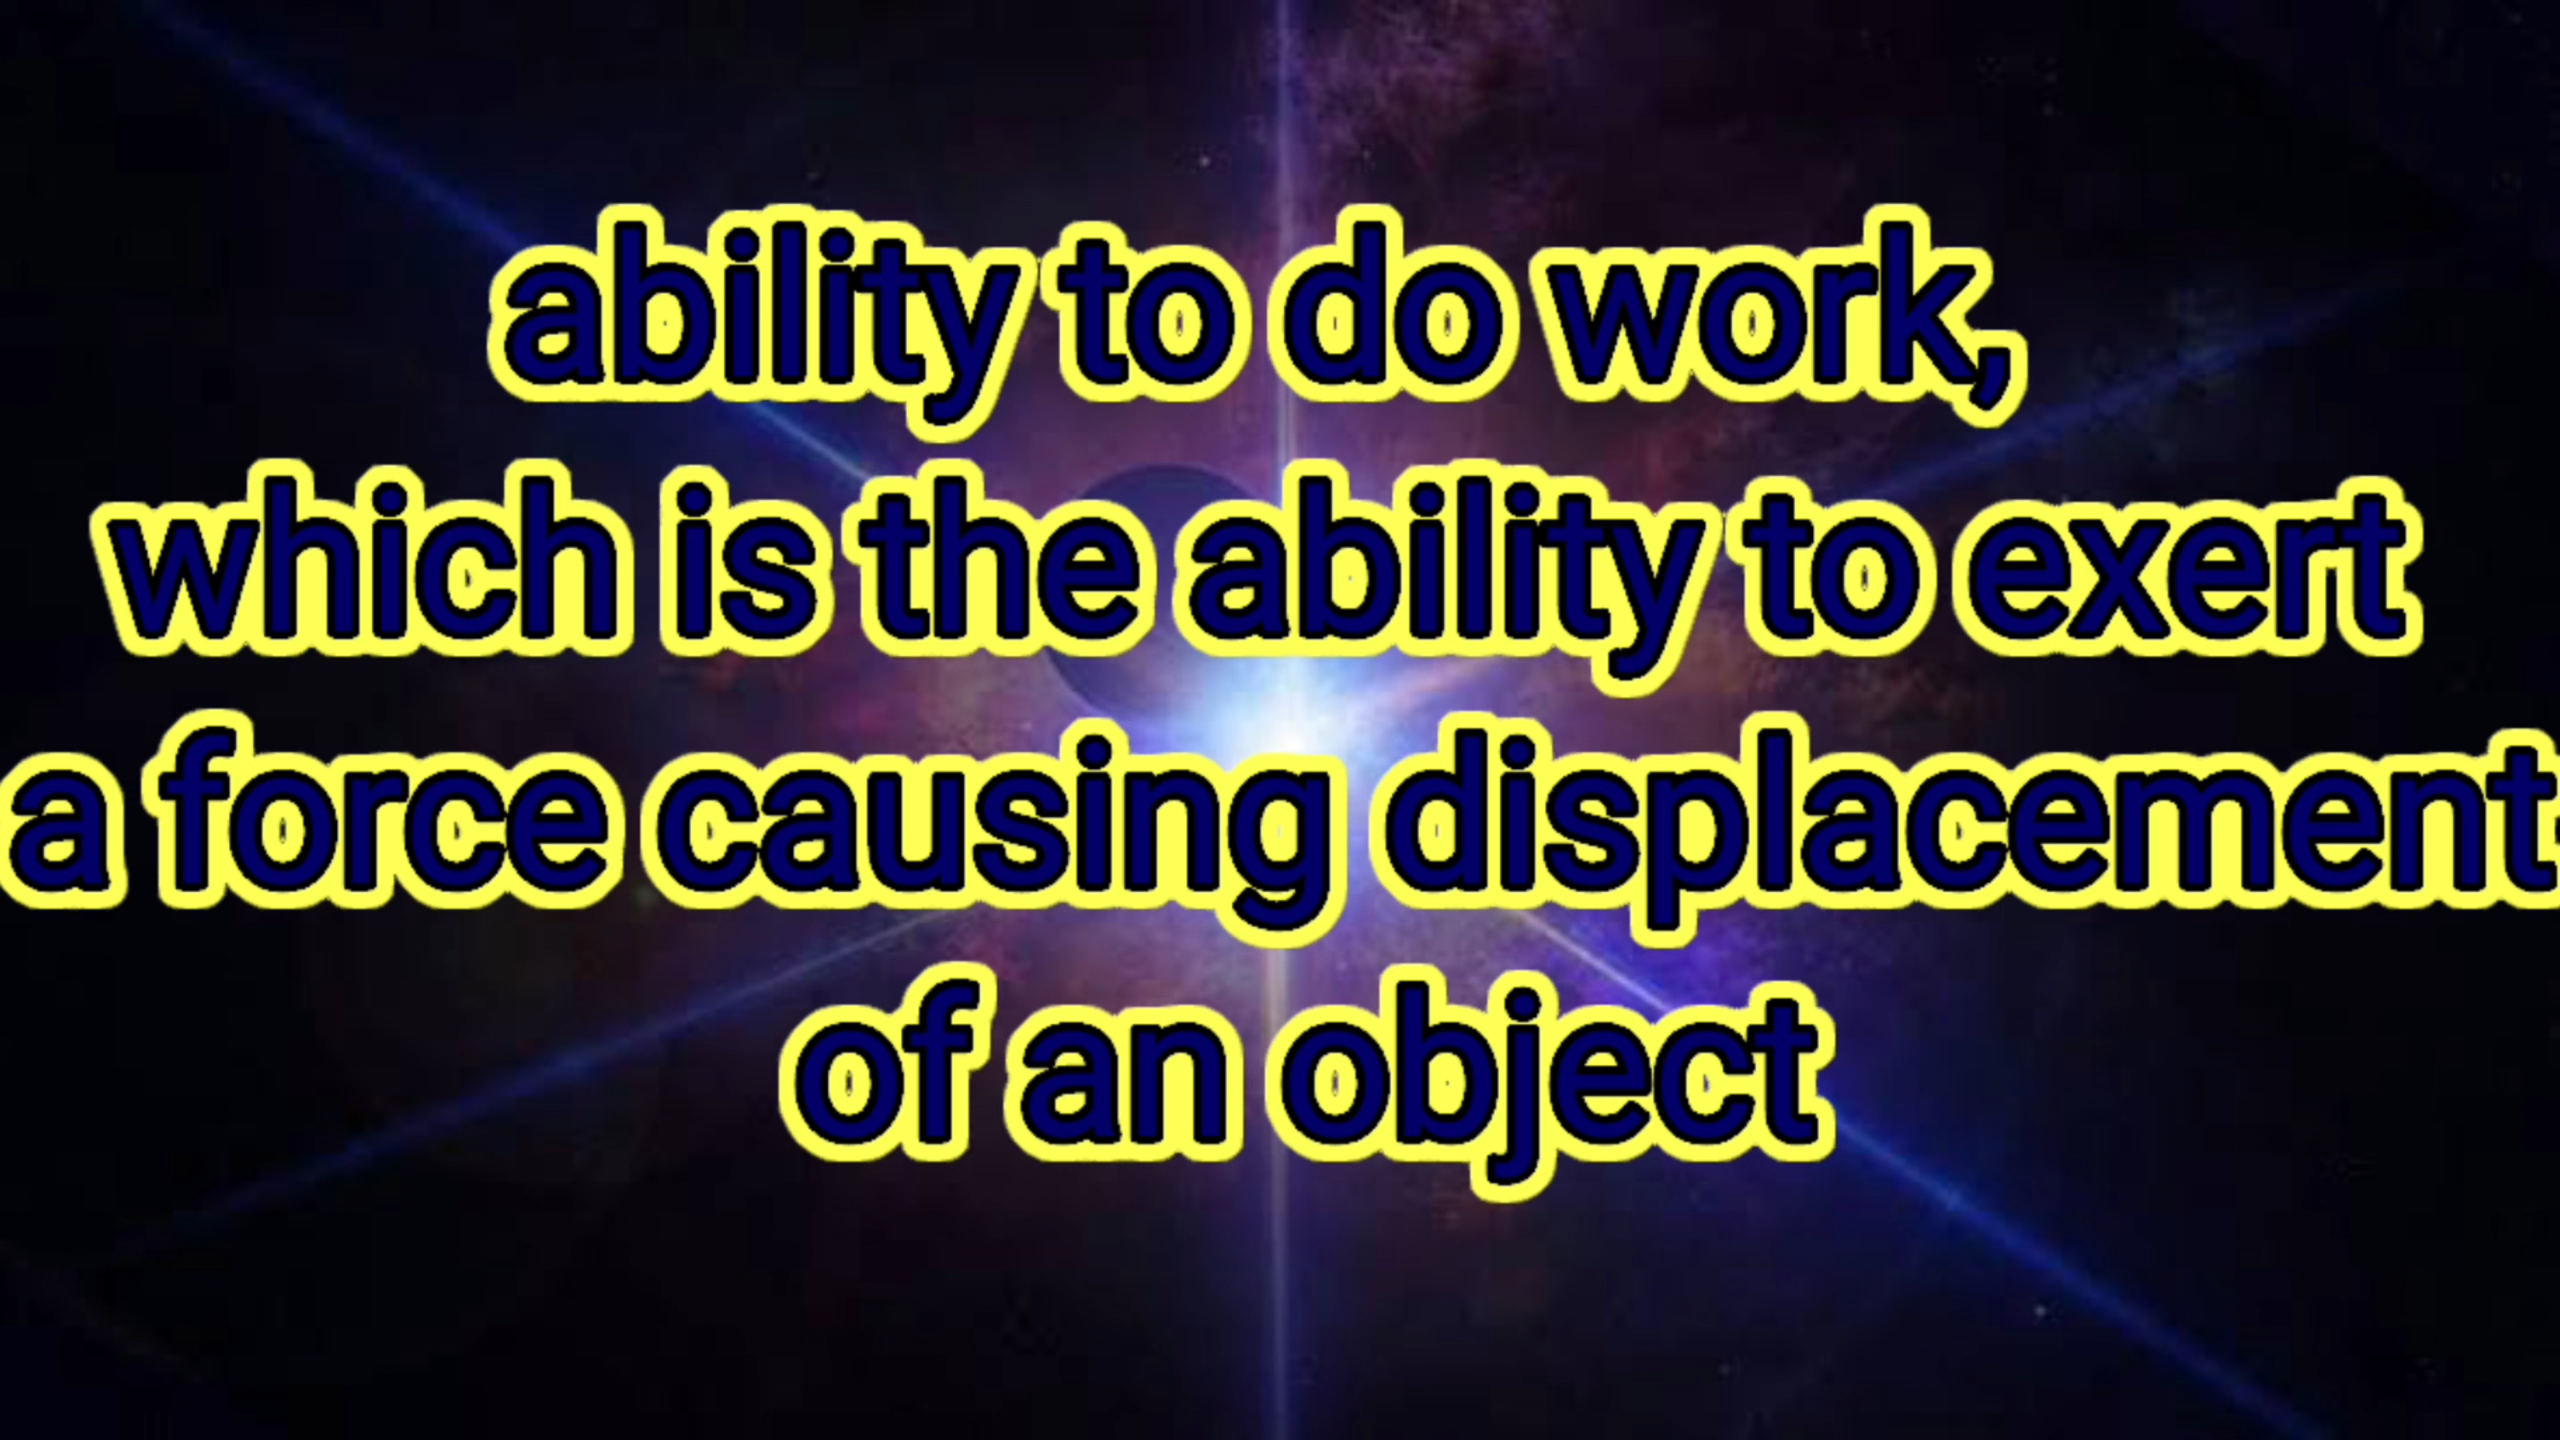 ability to do work,
which is the ability to exert
a force causing displacement
of an object